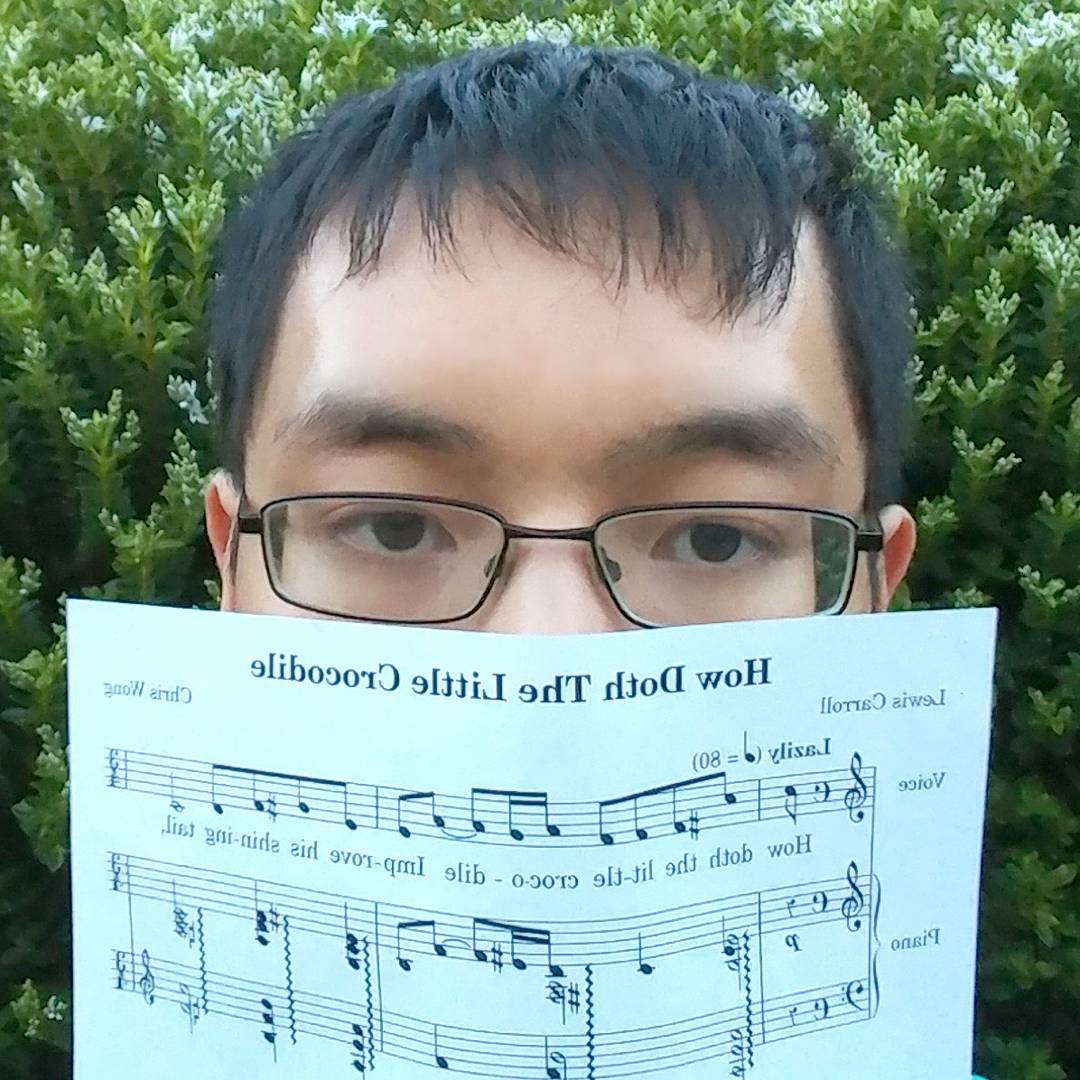 How Doth The Little Crocodile
Lewis Carroll
Chris Wong
Lazily (♩ = 80)
Voice
How doth the lit-tle croc-o - dile Imp-rove his shin-ing tail,
Piano
p